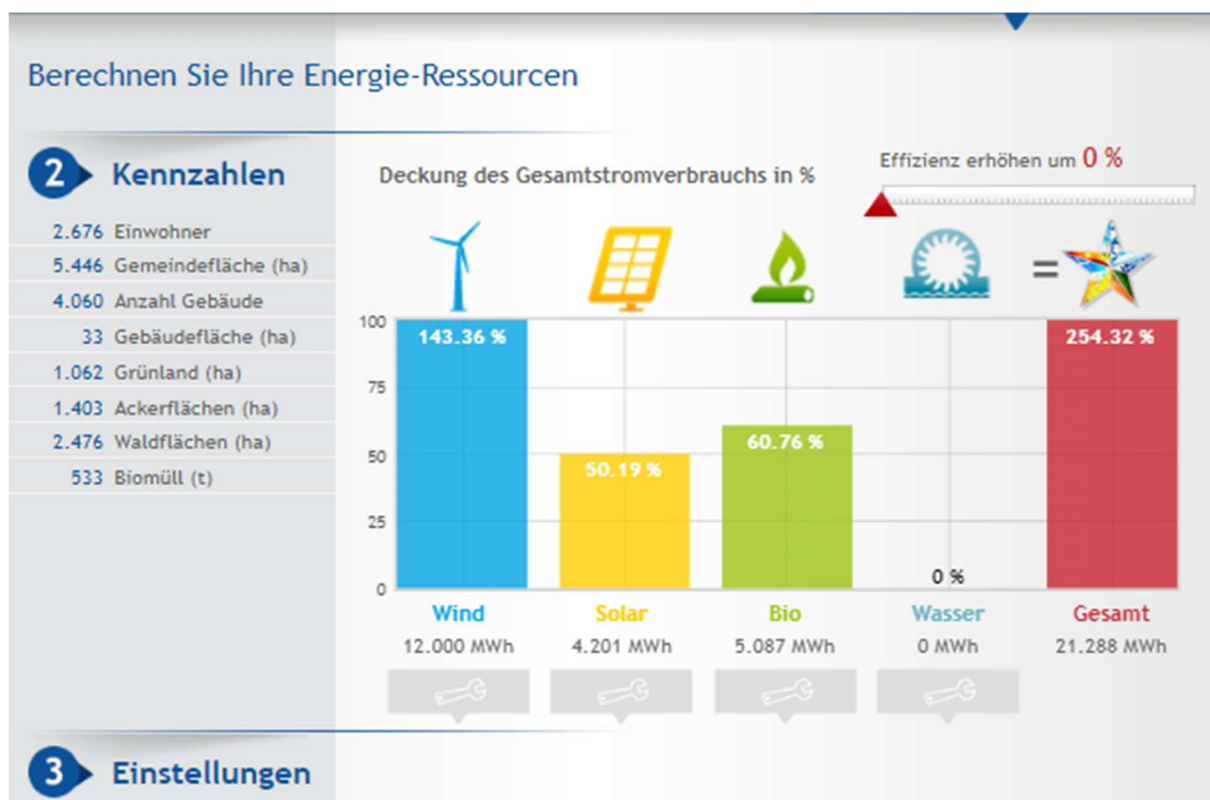 Berechnen Sie Ihre Energie-Ressourcen
2 Kennzahlen
2.676 Einwohner
5.446 Gemeindefläche (ha)
4.060 Anzahl Gebäude
33 Gebäudefläche (ha)
1.062 Grünland (ha)
1.403 Ackerflächen (ha)
2.476 Waldflächen (ha)
533 Biomüll (t)
Deckung des Gesamtstromverbrauchs in %
Effizienz erhöhen um 0 %
=
100
75
50
25
0
143.36 %
50.19 %
60.76 %
0 %
254.32 %
Wind Solar Bio Wasser Gesamt
12.000 MWh 4.201 MWh 5.087 MWh 0 MWh 21.288 MWh
3 Einstellungen